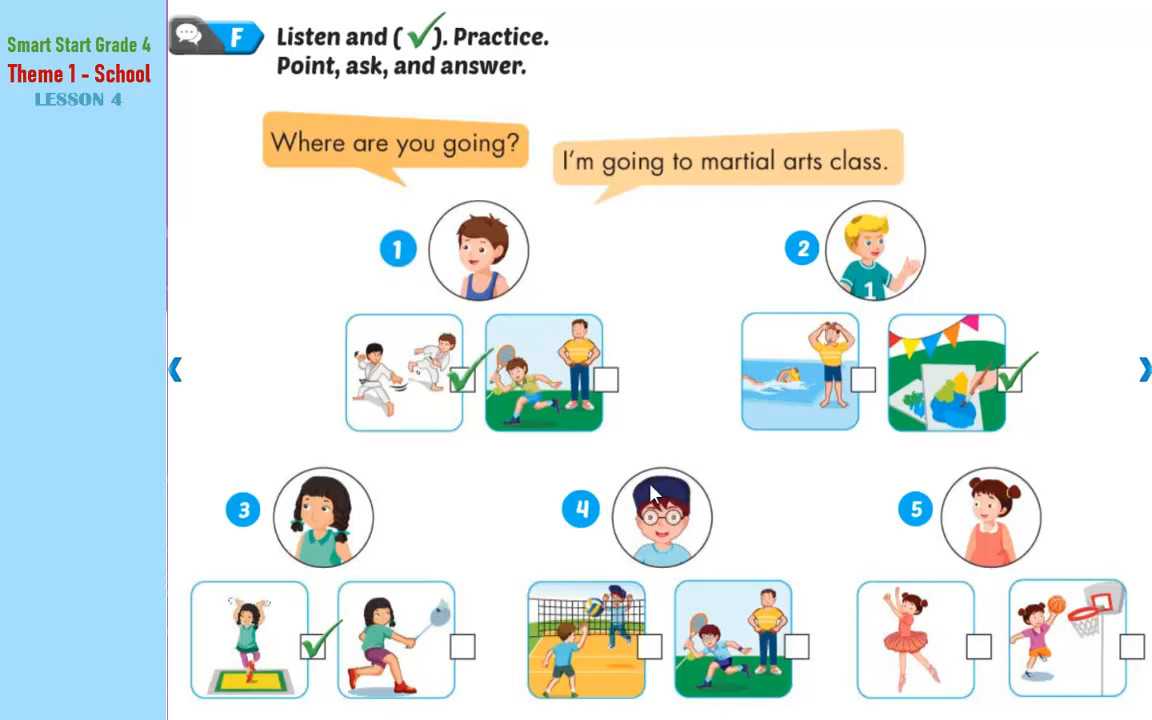 Smart Start Grade 4
Theme 1 - School
LESSON 4
F
Listen and ( ✓). Practice.
Point, ask, and answer.
Where are you going?
I'm going to martial arts class.
1
2
1
3
4
5